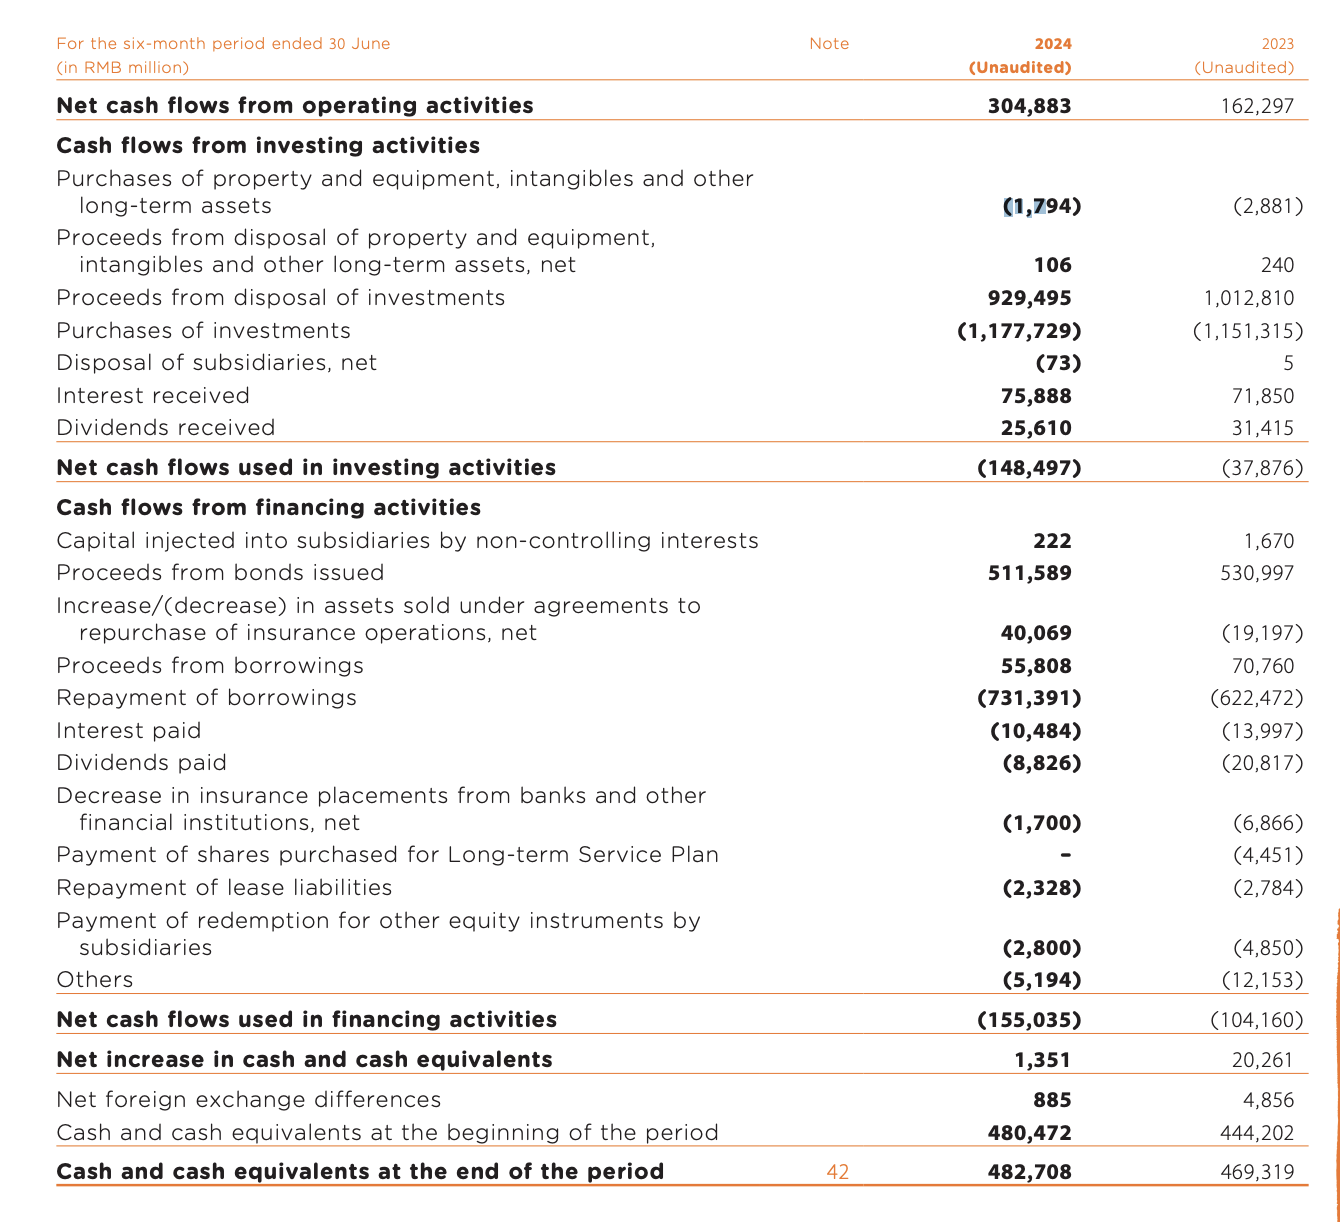 For the six-month period ended 30 June Note 2024 2023
(in RMB million) (Unaudited) (Unaudited)
Net cash flows from operating activities 304,883 162,297
Cash flows from investing activities
Purchases of property and equipment, intangibles and other
long-term assets (1,794) (2,881)
Proceeds from disposal of property and equipment,
intangibles and other long-term assets, net 106 240
Proceeds from disposal of investments 929,495 1,012,810
Purchases of investments (1,177,729) (1,151,315)
Disposal of subsidiaries, net (73) 5
Interest received 75,888 71,850
Dividends received 25,610 31,415
Net cash flows used in investing activities (148,497) (37,876)
Cash flows from financing activities
Capital injected into subsidiaries by non-controlling interests 222 1,670
Proceeds from bonds issued 511,589 530,997
Increase/(decrease) in assets sold under agreements to
repurchase of insurance operations, net 40,069 (19,197)
Proceeds from borrowings 55,808 70,760
Repayment of borrowings (731,391) (622,472)
Interest paid (10,484) (13,997)
Dividends paid (8,826) (20,817)
Decrease in insurance placements from banks and other
financial institutions, net (1,700) (6,866)
Payment of shares purchased for Long-term Service Plan – (4,451)
Repayment of lease liabilities (2,328) (2,784)
Payment of redemption for other equity instruments by
subsidiaries (2,800) (4,850)
Others (5,194) (12,153)
Net cash flows used in financing activities (155,035) (104,160)
Net increase in cash and cash equivalents 1,351 20,261
Net foreign exchange differences 885 4,856
Cash and cash equivalents at the beginning of the period 480,472 444,202
Cash and cash equivalents at the end of the period 42 482,708 469,319